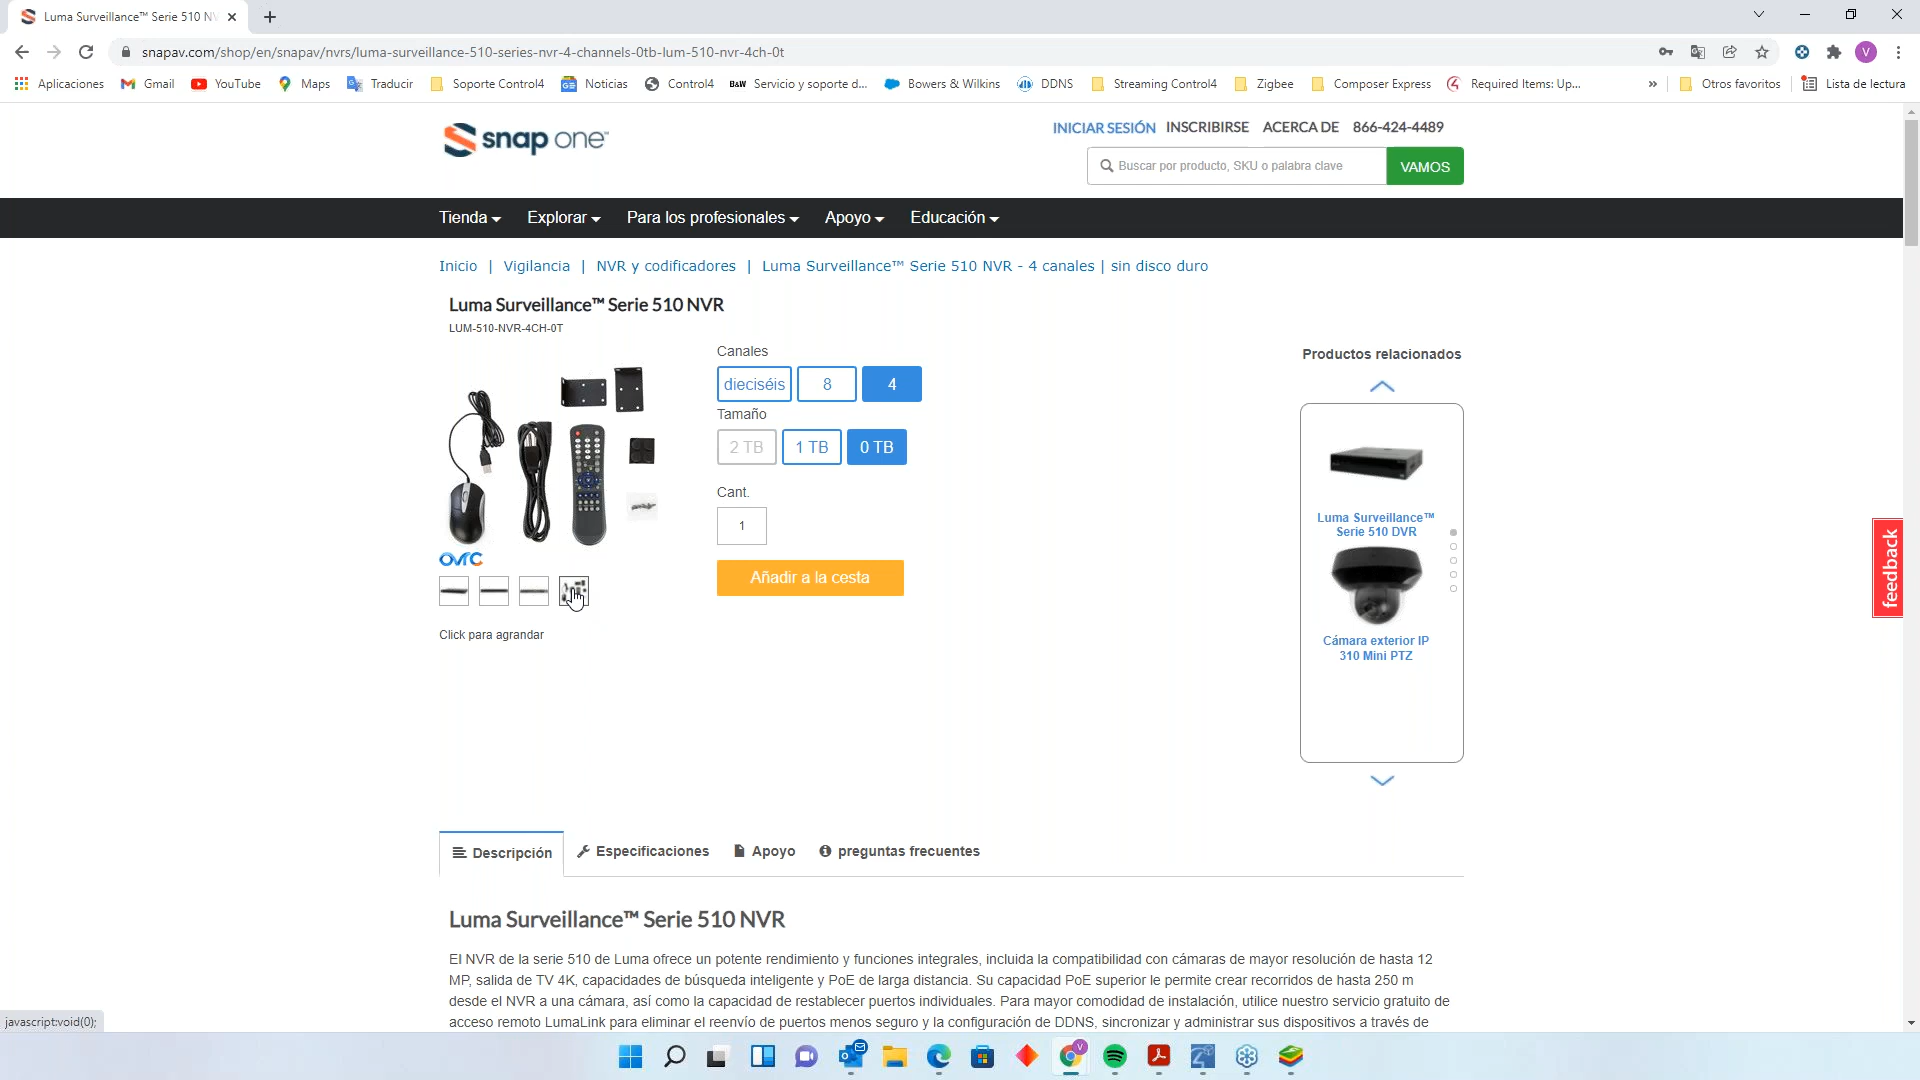 Luma Surveillance™ Serie 510 NV
snapav.com/shop/en/snapav/nvrs/luma-surveillance-510-series-nvr-4-channels-0tb-lum-510-nvr-4ch-0t
V
Aplicaciones
Gmail
YouTube
Maps
Traducir
Soporte Control4
Noticias
Control4
B&W Servicio y soporte d...
Bowers & Wilkins
DDNS
Streaming Control4
Zigbee
Composer Express
Required Items: Up...
»
Otros favoritos
Lista de lectura
snap one™
INICIAR SESIÓN INSCRIBIRSE ACERCA DE 866-424-4489
Buscar por producto, SKU o palabra clave
VAMOS
Tienda
Explorar
Para los profesionales
Apoyo
Educación
Inicio | Vigilancia | NVR y codificadores | Luma Surveillance™ Serie 510 NVR - 4 canales | sin disco duro
Luma Surveillance™ Serie 510 NVR
LUM-510-NVR-4CH-0T
Canales
dieciséis 8 4
Tamaño
2 TB 1 TB 0 TB
Cant.
1
Añadir a la cesta
OVRC
Click para agrandar
Productos relacionados
Luma Surveillance™
Serie 510 DVR
Cámara exterior IP
310 Mini PTZ
feedback
Descripción
Especificaciones
Apoyo
preguntas frecuentes
Luma Surveillance™ Serie 510 NVR
El NVR de la serie 510 de Luma ofrece un potente rendimiento y funciones integrales, incluida la compatibilidad con cámaras de mayor resolución de hasta 12
MP, salida de TV 4K, capacidades de búsqueda inteligente y PoE de larga distancia. Su capacidad PoE superior le permite crear recorridos de hasta 250 m
desde el NVR a una cámara, así como la capacidad de restablecer puertos individuales. Para mayor comodidad de instalación, utilice nuestro servicio gratuito de
acceso remoto LumaLink para eliminar el reenvío de puertos menos seguro y la configuración de DDNS, sincronizar y administrar sus dispositivos a través de
javascript:void(0);
V